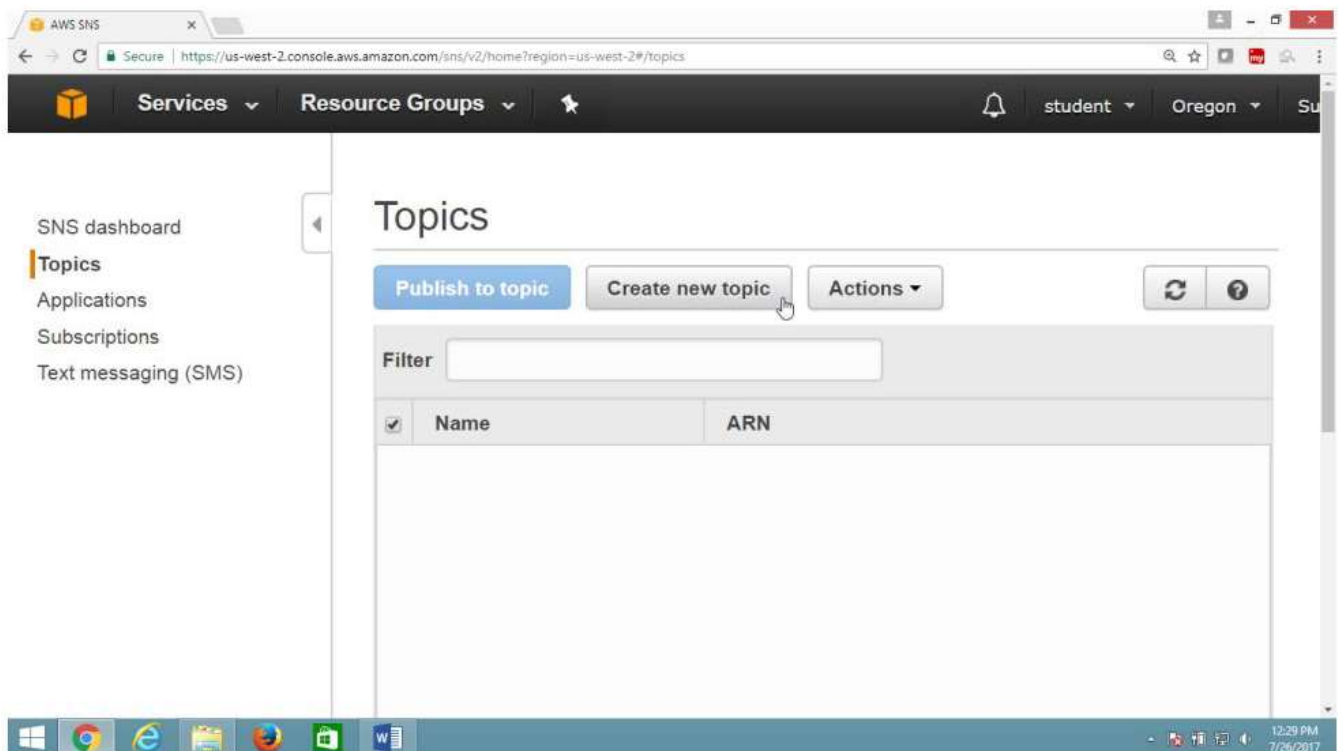 AWS SNS
Secure | https://us-west-2.console.aws.amazon.com/sns/v2/home?region=us-west-2#/topics
my
Services Resource Groups student Oregon Su
SNS dashboard
Topics
Applications
Subscriptions
Text messaging (SMS)
Topics
Publish to topic Create new topic Actions
Filter
Name ARN
12:29 PM
7/26/2017